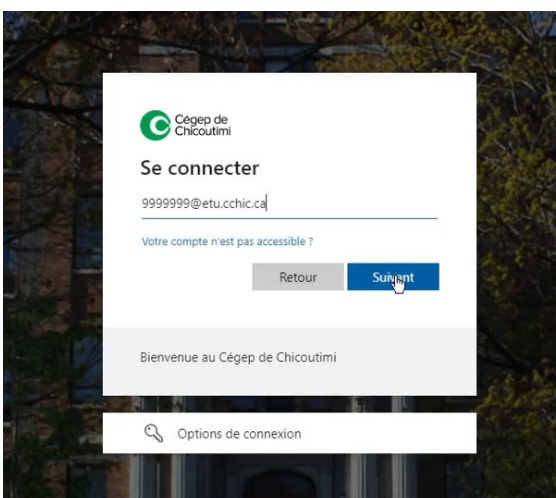 Cégep de
Chicoutimi
Se connecter
9999999@etu.cchic.ca
Votre compte n'est pas accessible ?
Retour
Suivant
Bienvenue au Cégep de Chicoutimi
Options de connexion